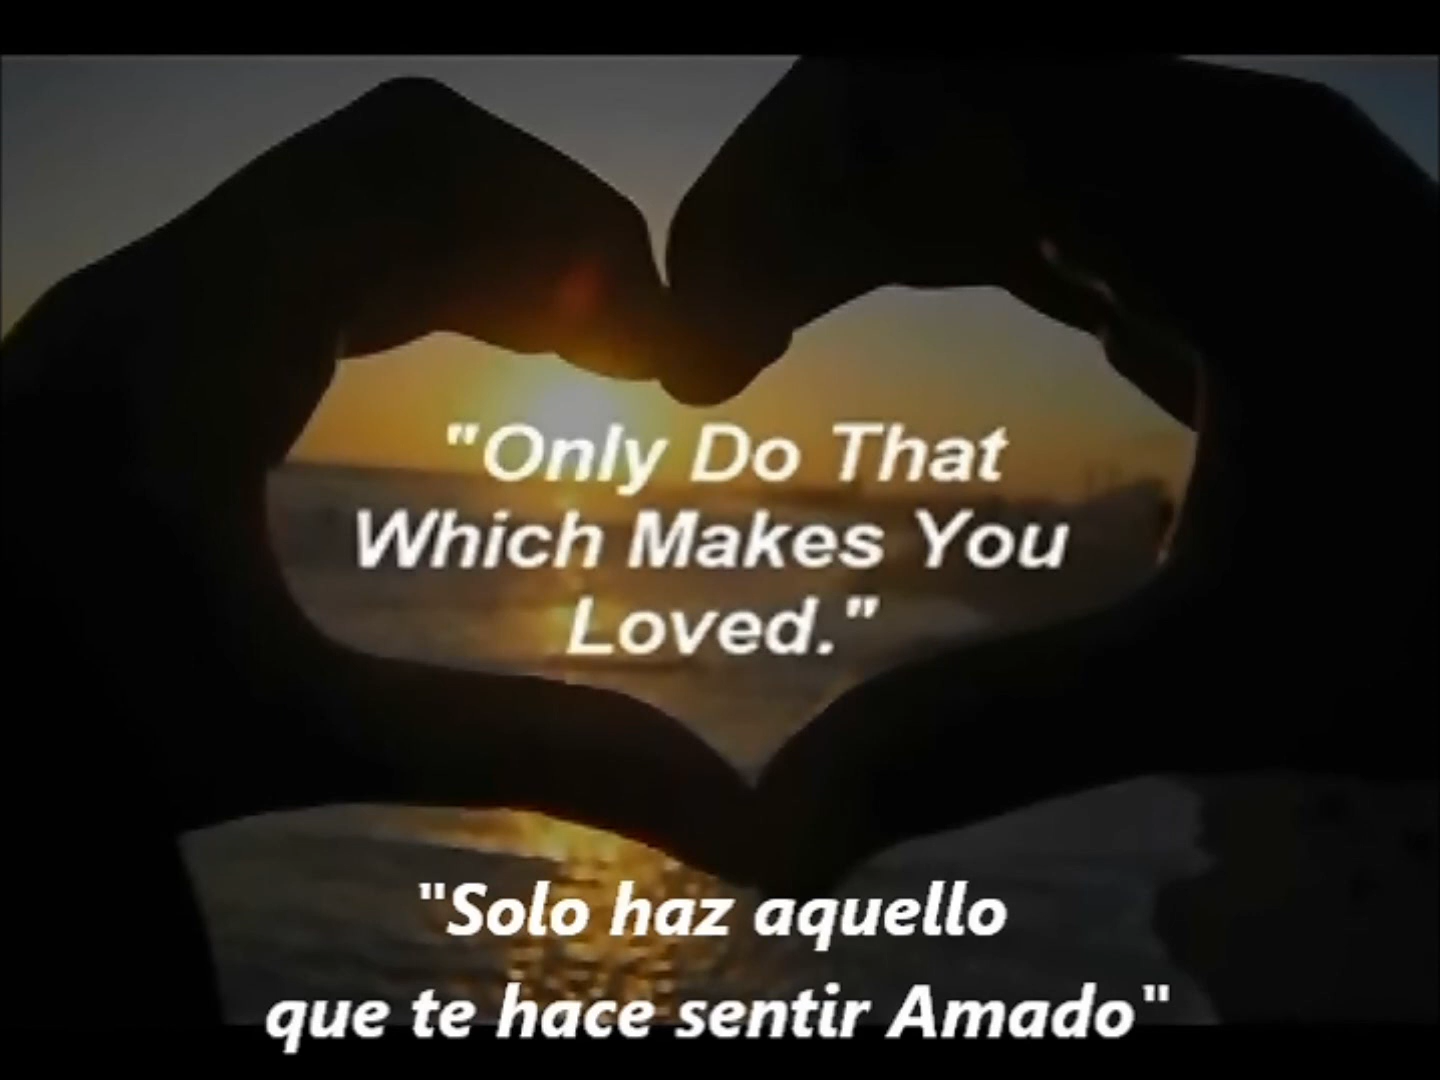 "Only Do That
Which Makes You
Loved."
"Solo haz aquello
que te hace sentir Amado"